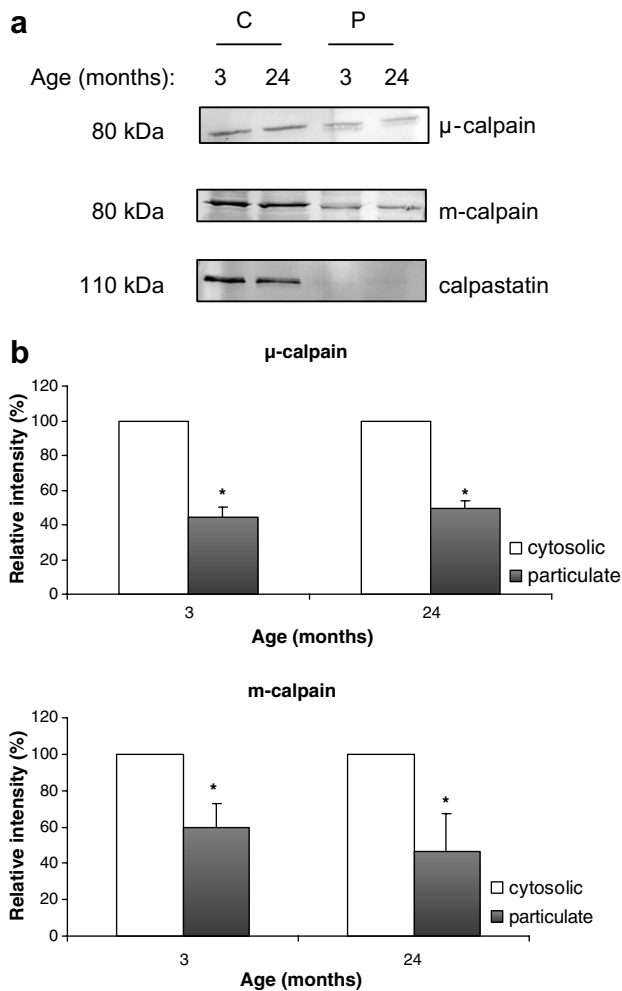 a
C P
Age (months): 3 24 3 24
80 kDa µ-calpain
80 kDa m-calpain
110 kDa calpastatin
b
µ-calpain
Relative intensity (%)
120
100
80
60
40
20
0
* *
cytosolic
particulate
3 24
Age (months)
m-calpain
Relative intensity (%)
120
100
80
60
40
20
0
* *
cytosolic
particulate
3 24
Age (months)